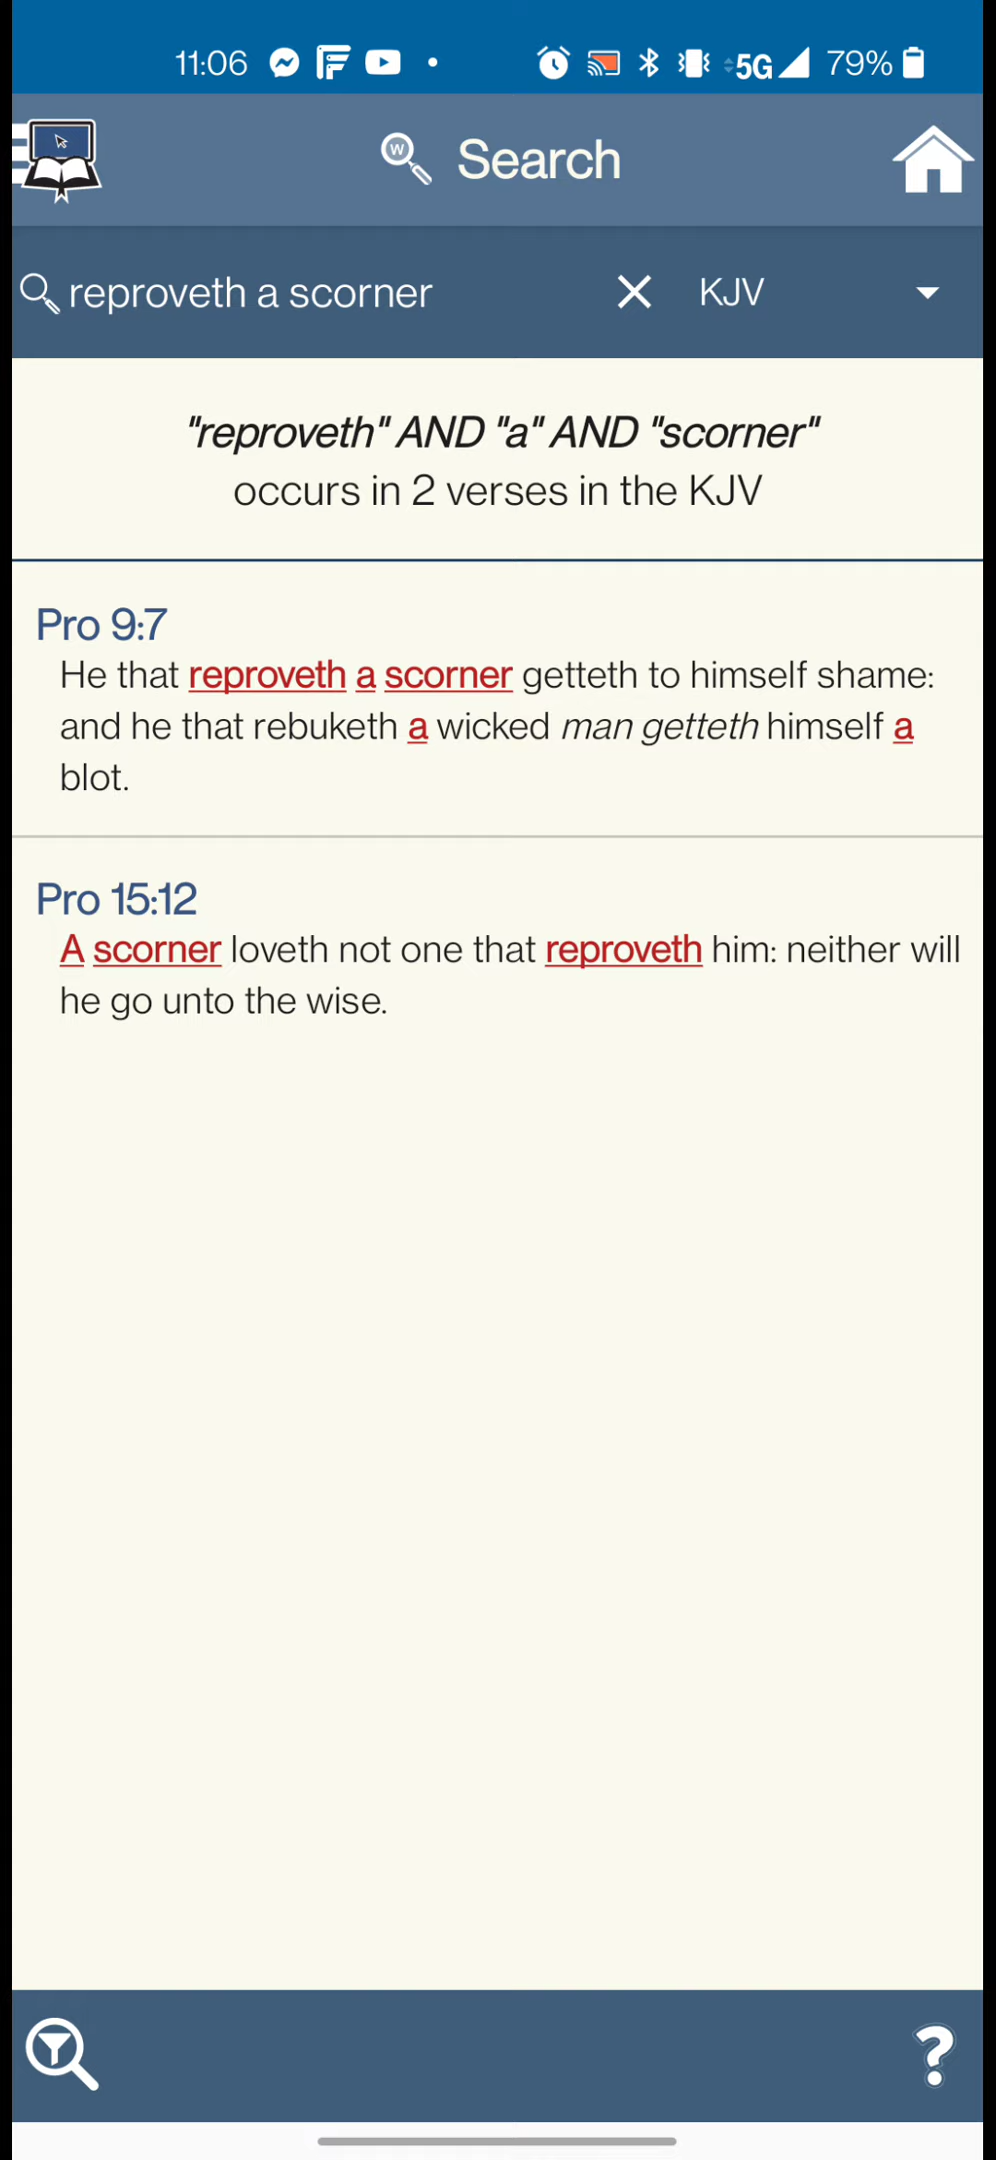 11:06 5G 79%
W Search
reproveth a scorner KJV
"reproveth" AND "a" AND "scorner"
occurs in 2 verses in the KJV
Pro 9:7
He that reproveth a scorner getteth to himself shame:
and he that rebuketh a wicked man getteth himself a
blot.
Pro 15:12
A scorner loveth not one that reproveth him: neither will
he go unto the wise.